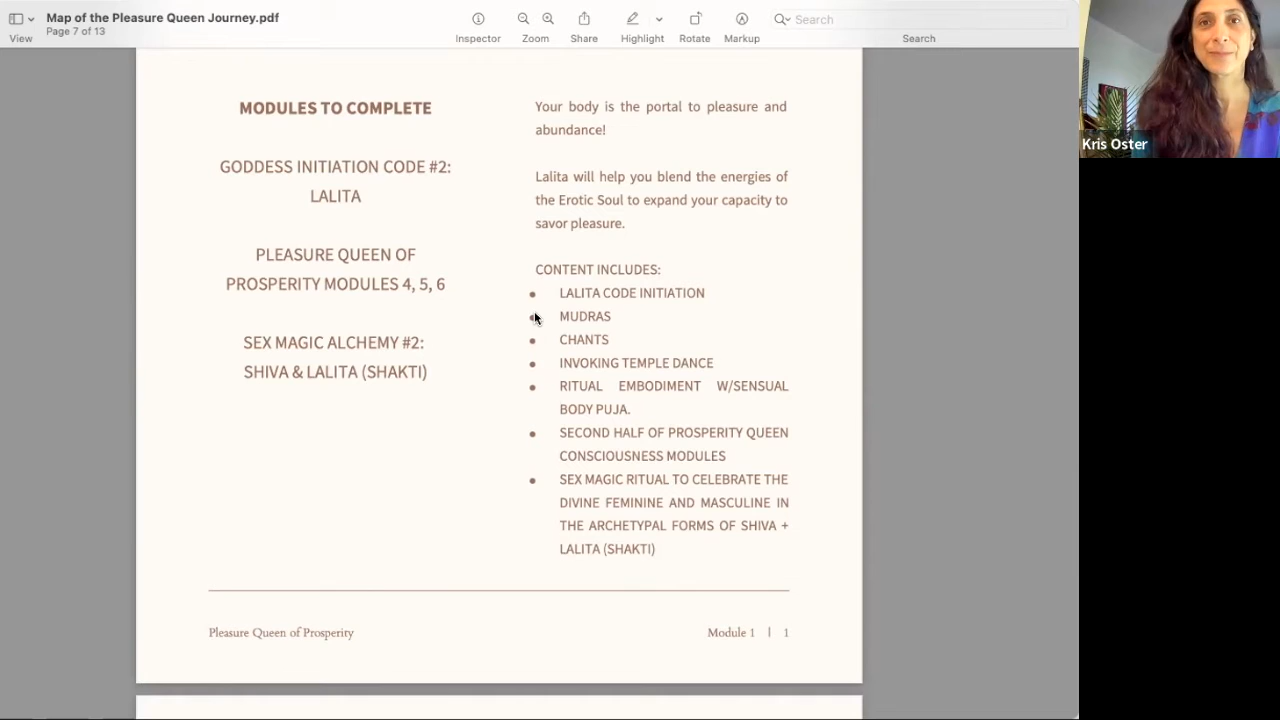 Map of the Pleasure Queen Journey.pdf
Page 7 of 13
View
Inspector
Zoom
Share
Highlight
Rotate
Markup
Search
Search
Kris Oster
MODULES TO COMPLETE
GODDESS INITIATION CODE #2:
LALITA
PLEASURE QUEEN OF
PROSPERITY MODULES 4, 5, 6
SEX MAGIC ALCHEMY #2:
SHIVA & LALITA (SHAKTI)
Your body is the portal to pleasure and
abundance!
Lalita will help you blend the energies of
the Erotic Soul to expand your capacity to
savor pleasure.
CONTENT INCLUDES:
• LALITA CODE INITIATION
• MUDRAS
• CHANTS
• INVOKING TEMPLE DANCE
• RITUAL EMBODIMENT W/SENSUAL
BODY PUJA.
• SECOND HALF OF PROSPERITY QUEEN
CONSCIOUSNESS MODULES
• SEX MAGIC RITUAL TO CELEBRATE THE
DIVINE FEMININE AND MASCULINE IN
THE ARCHETYPAL FORMS OF SHIVA +
LALITA (SHAKTI)
Pleasure Queen of Prosperity
Module 1 | 1